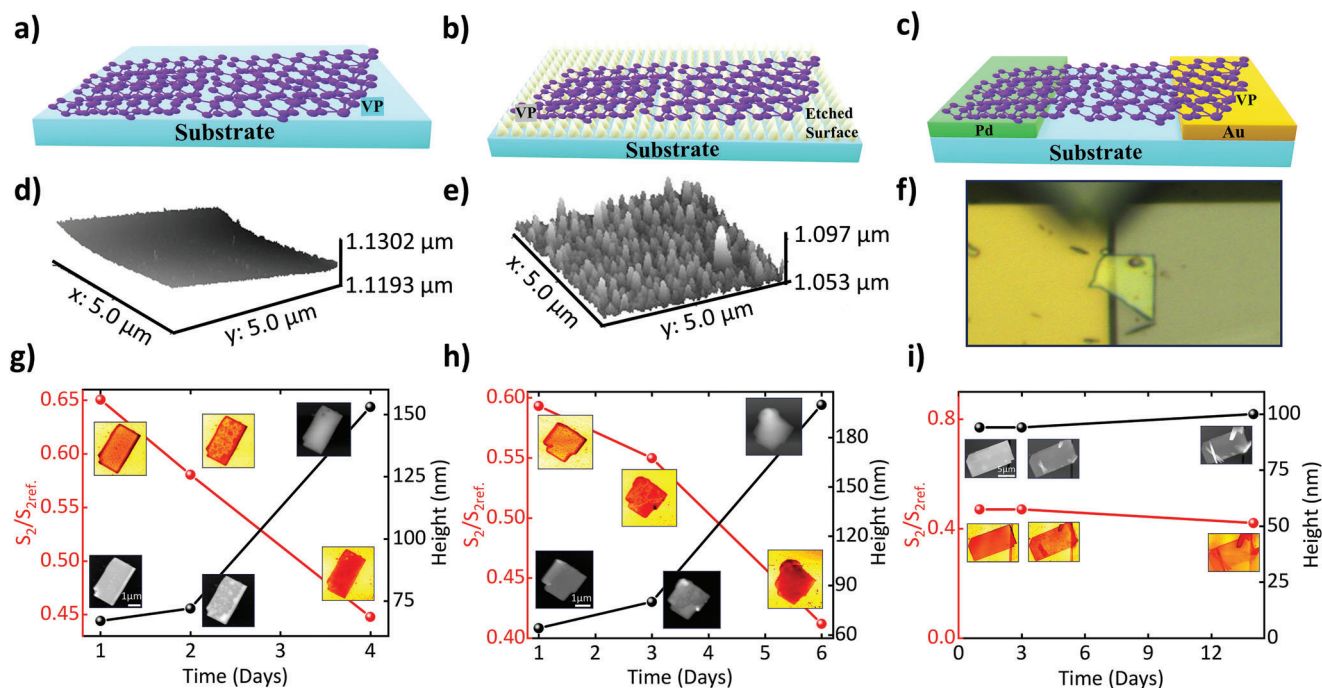 a)
b)
c)
VP
Substrate
VP
Etched
Surface
Substrate
VP
Pd
Au
Substrate
d)
1.1302 µm
1.1193 µm
x: 5.0 µm
y: 5.0 µm
e)
1.097 µm
1.053 µm
x: 5.0 µm
y: 5.0 µm
f)
g)
S2/S2ref.
0.65
0.60
0.55
0.50
0.45
150
125
100
75
Height (nm)
1µm
1
2
3
4
Time (Days)
h)
S2/S2ref.
0.60
0.55
0.50
0.45
0.40
180
150
120
90
60
Height (nm)
1µm
1
2
3
4
5
6
Time (Days)
i)
S2/S2ref.
0.8
0.4
0.0
100
75
50
25
0
Height (nm)
5µm
0
3
6
9
12
Time (Days)